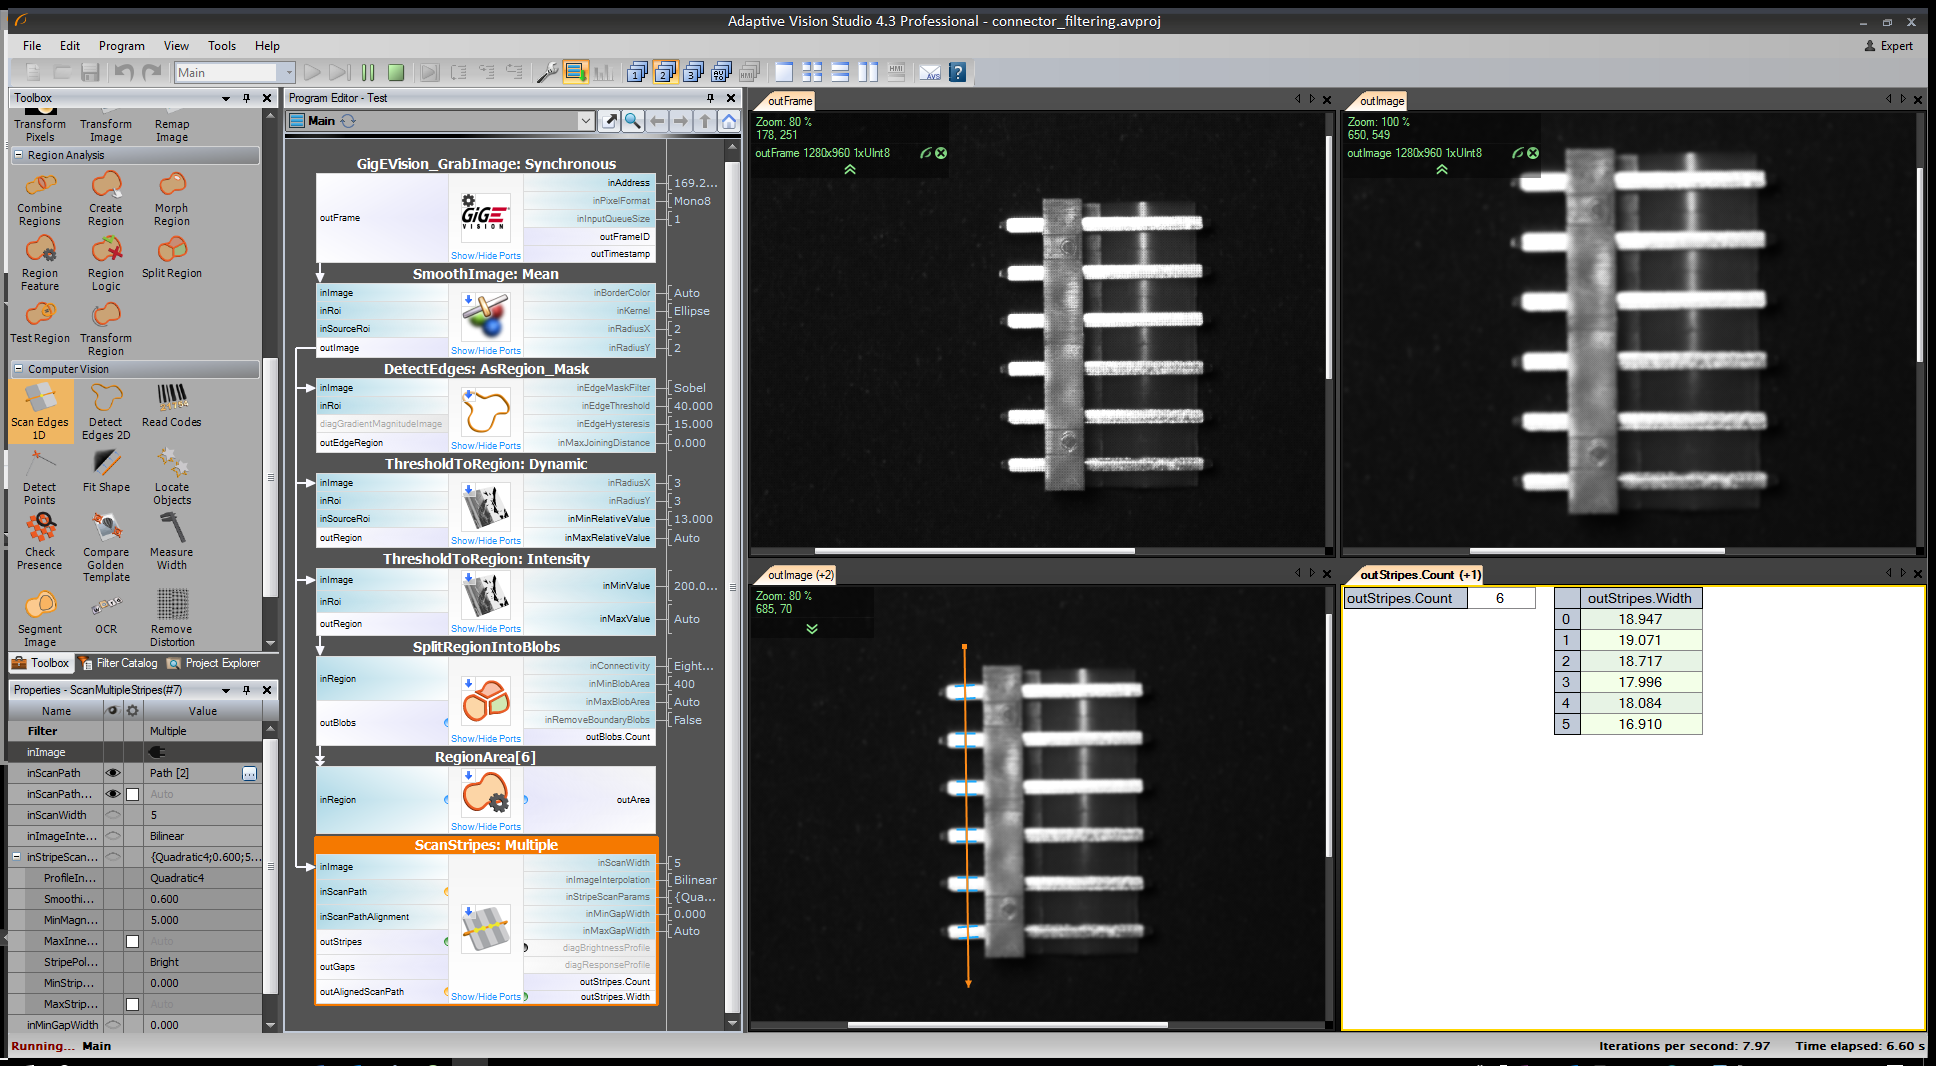 Adaptive Vision Studio 4.3 Professional - connector_filtering.avproj
File Edit Program View Tools Help
Expert
Main
Toolbox
Transform Pixels
Transform Image
Remap Image
Region Analysis
Combine Regions
Create Region
Morph Region
Region Feature
Region Logic
Split Region
Test Region
Transform Region
Computer Vision
Scan Edges 1D
Detect Edges 2D
Read Codes
Detect Points
Fit Shape
Locate Objects
Check Presence
Compare Golden Template
Measure Width
Segment Image
OCR
Remove Distortion
Toolbox Filter Catalog Project Explorer
Properties - ScanMultipleStripes(#7)
Name Value
Filter Multiple
inImage
inScanPath Path [2]
inScanPath... Auto
inScanWidth 5
inImageInte... Bilinear
inStripeScan... {Quadratic4;0.600;5...
ProfileIn... Quadratic4
Smoothi... 0.600
MinMagn... 5.000
MaxInne... Auto
StripePol... Bright
MinStrip... 0.000
MaxStrip... Auto
inMinGapWidth 0.000
Program Editor - Test
Main
GigEVision_GrabImage: Synchronous
outFrame
GiGE VISION
Show/Hide Ports
inAddress 169.2...
inPixelFormat Mono8
inInputQueueSize 1
outFrameID
outTimestamp
SmoothImage: Mean
inImage
inRoi
inSourceRoi
outImage
Show/Hide Ports
inBorderColor Auto
inKernel Ellipse
inRadiusX 2
inRadiusY 2
DetectEdges: AsRegion_Mask
inImage
inRoi
diagGradientMagnitudeImage
outEdgeRegion
Show/Hide Ports
inEdgeMaskFilter Sobel
inEdgeThreshold 40.000
inEdgeHysteresis 15.000
inMaxJoiningDistance 0.000
ThresholdToRegion: Dynamic
inImage
inRoi
inSourceRoi
outRegion
Show/Hide Ports
inRadiusX 3
inRadiusY 3
inMinRelativeValue 13.000
inMaxRelativeValue Auto
ThresholdToRegion: Intensity
inImage
inRoi
outRegion
Show/Hide Ports
inMinValue 200.0...
inMaxValue Auto
SplitRegionIntoBlobs
inRegion
outBlobs
Show/Hide Ports
inConnectivity Eight...
inMinBlobArea 400
inMaxBlobArea Auto
inRemoveBoundaryBlobs False
outBlobs.Count
RegionArea[6]
inRegion
Show/Hide Ports
outArea
ScanStripes: Multiple
inImage
inScanPath
inScanPathAlignment
outStripes
outGaps
outAlignedScanPath
Show/Hide Ports
inScanWidth 5
inImageInterpolation Bilinear
inStripeScanParams {Qua...
inMinGapWidth 0.000
inMaxGapWidth Auto
diagBrightnessProfile
diagResponseProfile
outStripes.Count
outStripes.Width
outFrame
Zoom: 80 %
178, 251
outFrame 1280x960 1xUInt8
outImage
Zoom: 100 %
650, 549
outImage 1280x960 1xUInt8
outImage (+2)
Zoom: 80 %
685, 70
outStripes.Count (+1)
outStripes.Count 6
outStripes.Width
0 18.947
1 19.071
2 18.717
3 17.996
4 18.084
5 16.910
Running... Main
Iterations per second: 7.97 Time elapsed: 6.60 s